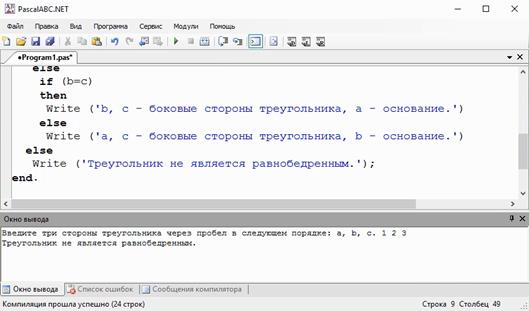 PascalABC.NET
Файл Правка Вид Программа Сервис Модули Помощь
•Program1.pas*
else
if (b=c)
then
Write ('b, c - боковые стороны треугольника, a - основание.')
else
Write ('a, c - боковые стороны треугольника, b - основание.')
else
Write ('Треугольник не является равнобедренным.');
end.
Окно вывода
Введите три стороны треугольника через пробел в следующем порядке: a, b, c. 1 2 3
Треугольник не является равнобедренным.
Окно вывода Список ошибок Сообщения компилятора
Компиляция прошла успешно (24 строк) Строка 9 Столбец 49